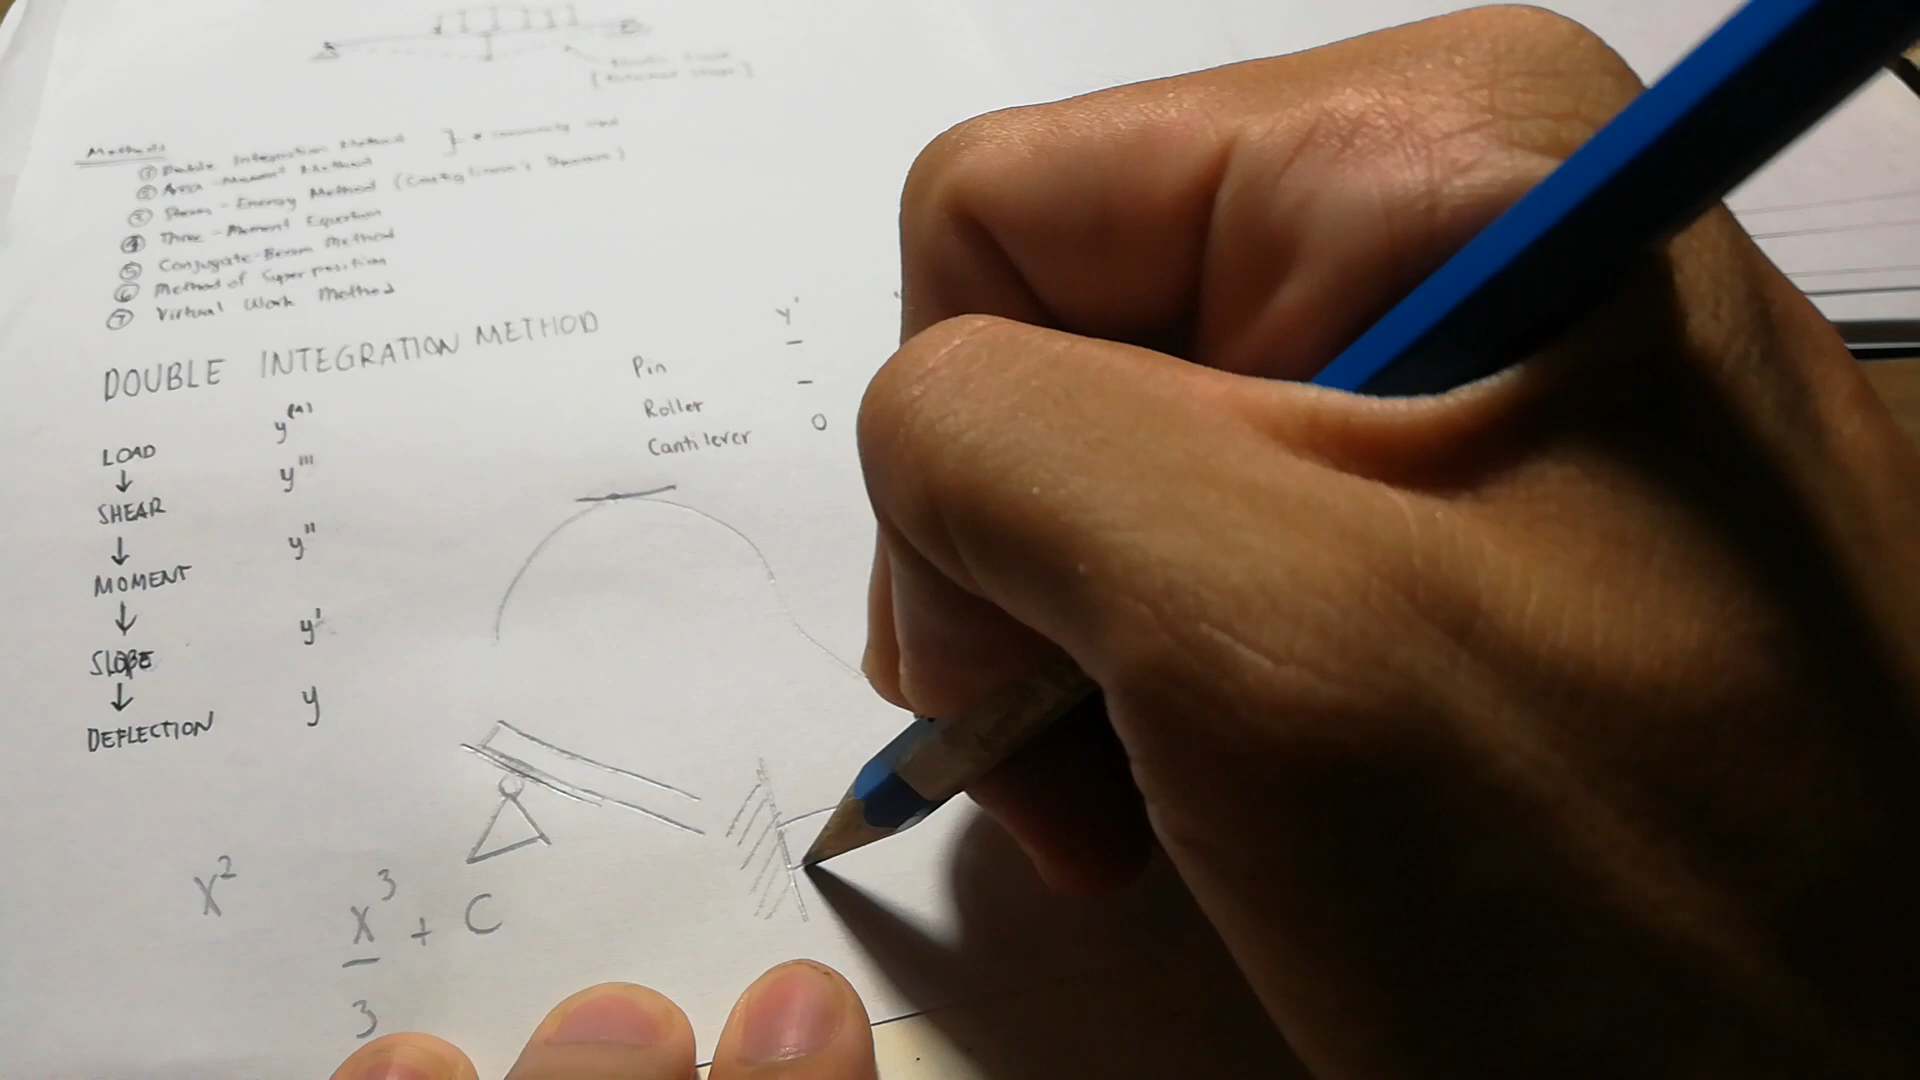 Methods
① Double Integration Method } * commonly used
② Area-Moment Method
③ Strain-Energy Method (Castigliano's Theorem)
④ Three-Moment Equation
⑤ Conjugate-Beam Method
⑥ Method of Superposition
⑦ Virtual Work Method
DOUBLE INTEGRATION METHOD
y'
Pin –
Roller –
Cantilever 0
LOAD y⁽⁴⁾
↓
SHEAR y'''
↓
MOMENT y''
↓
SLOPE y'
↓
DEFLECTION y
x²
x³ + C
3